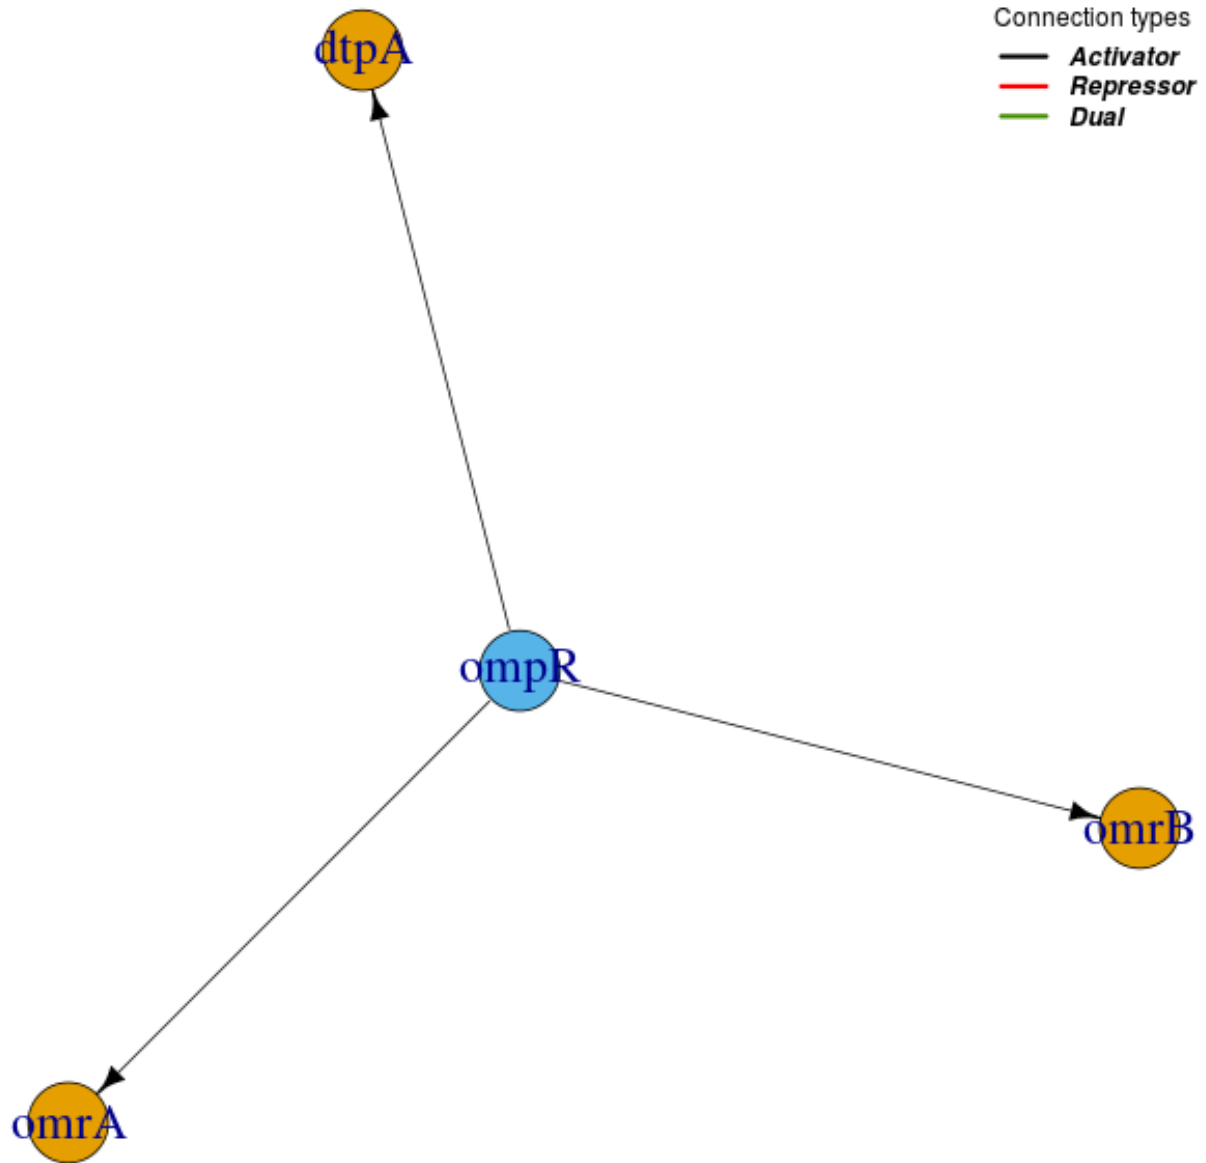 dtpA
Connection types
Activator
Repressor
Dual
ompR
omrB
omrA